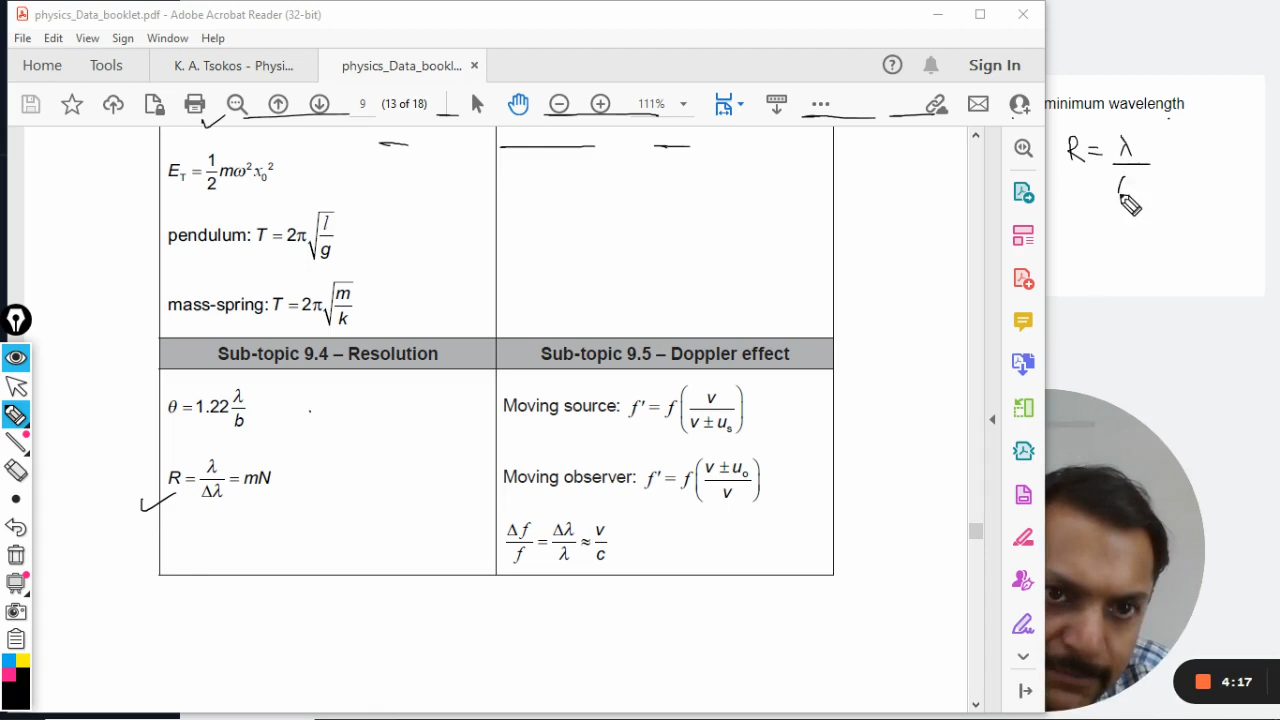 physics_Data_booklet.pdf - Adobe Acrobat Reader (32-bit)
File Edit View Sign Window Help
Home Tools K. A. Tsokos - Physi... physics_Data_bookl... × Sign In
9 (13 of 18) 111%
minimum wavelength
R = λ
E_T = 1/2 mω²x₀²
pendulum: T = 2π√(l/g)
mass-spring: T = 2π√(m/k)
Sub-topic 9.4 – Resolution
θ = 1.22 λ/b
R = λ/Δλ = mN
Sub-topic 9.5 – Doppler effect
Moving source: f′ = f(v/(v ± u_s))
Moving observer: f′ = f((v ± u_o)/v)
Δf/f = Δλ/λ ≈ v/c
4:17